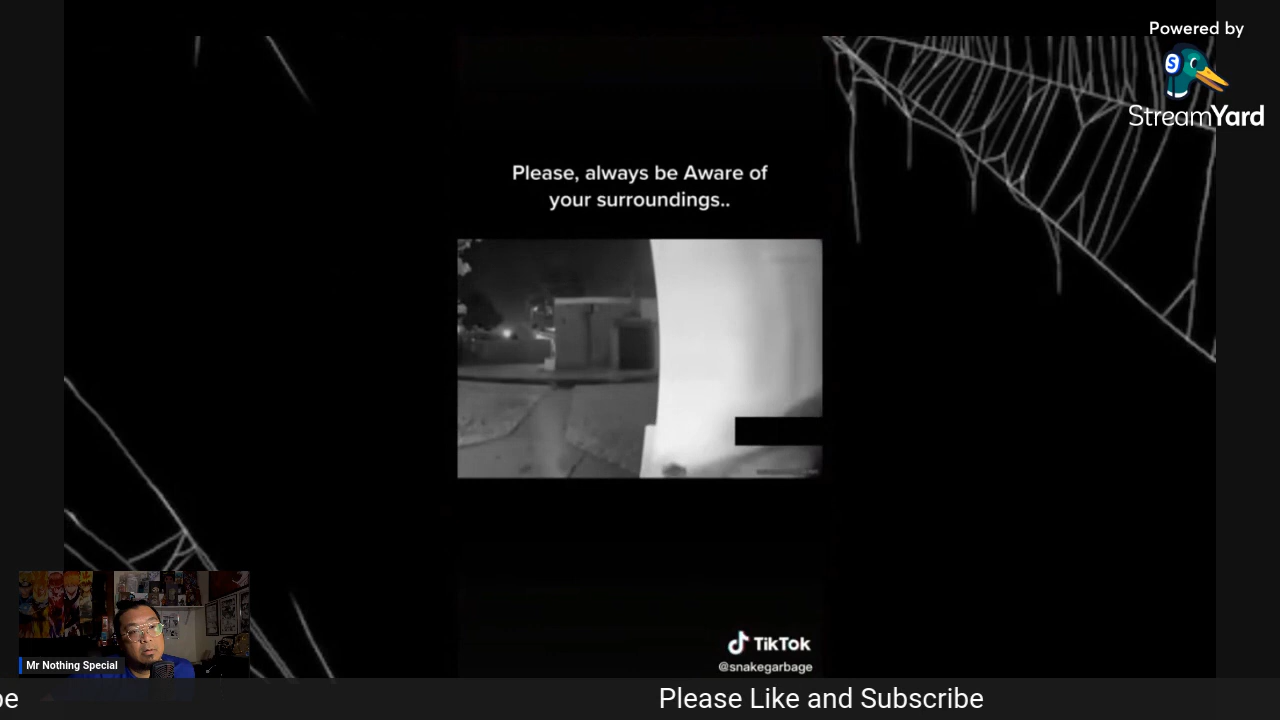 Powered by
S
StreamYard
Please, always be Aware of
your surroundings..
TikTok
@snakegarbage
Mr Nothing Special
be
Please Like and Subscribe